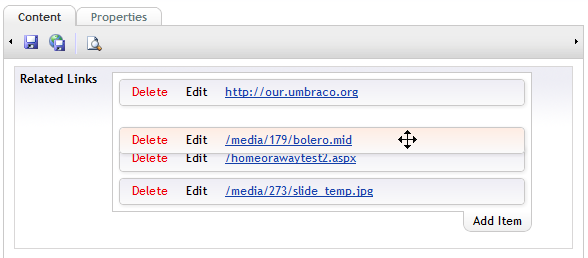 Content Properties
Related Links
Delete Edit http://our.umbraco.org
Delete Edit /media/179/bolero.mid
Delete Edit /homeorawaytest2.aspx
Delete Edit /media/273/slide_temp.jpg
Add Item